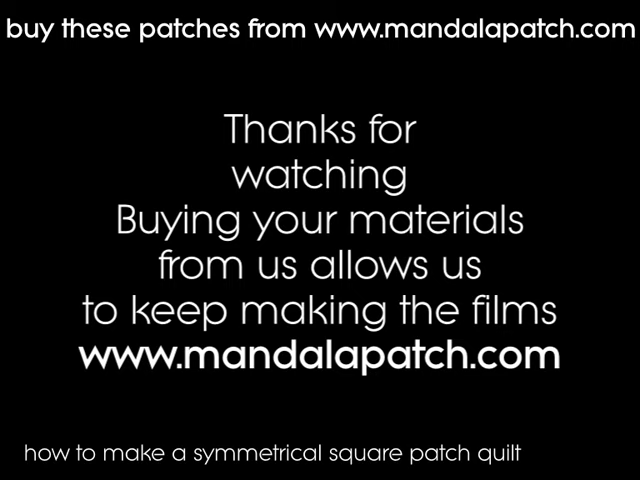 buy these patches from www.mandalapatch.com
Thanks for
watching
Buying your materials
from us allows us
to keep making the films
www.mandalapatch.com
how to make a symmetrical square patch quilt